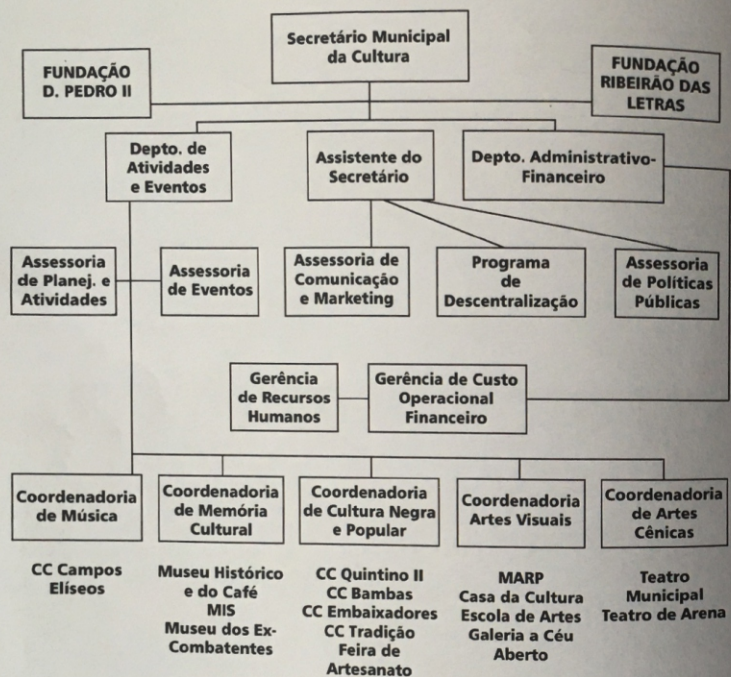 Secretário Municipal
da Cultura
FUNDAÇÃO
D. PEDRO II
FUNDAÇÃO
RIBEIRÃO DAS
LETRAS
Depto. de
Atividades
e Eventos
Assistente do
Secretário
Depto. Administrativo-
Financeiro
Assessoria
de Planej. e
Atividades
Assessoria
de Eventos
Assessoria de
Comunicação
e Marketing
Programa
de
Descentralização
Assessoria
de Políticas
Públicas
Gerência
de Recursos
Humanos
Gerência de Custo
Operacional
Financeiro
Coordenadoria
de Música
Coordenadoria
de Memória
Cultural
Coordenadoria
de Cultura Negra
e Popular
Coordenadoria
Artes Visuais
Coordenadoria
de Artes
Cênicas
CC Campos
Elíseos
Museu Histórico
e do Café
MIS
Museu dos Ex-
Combatentes
CC Quintino II
CC Bambas
CC Embaixadores
CC Tradição
Feira de
Artesanato
MARP
Casa da Cultura
Escola de Artes
Galeria a Céu
Aberto
Teatro
Municipal
Teatro de Arena